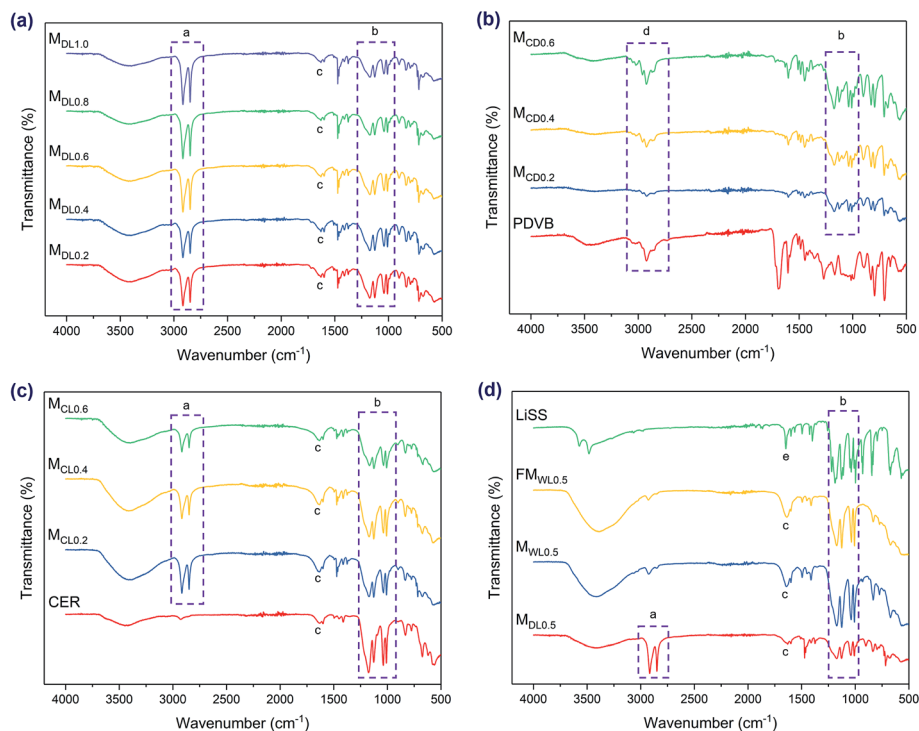 (a)
a
b
M_DL1.0
c
M_DL0.8
c
M_DL0.6
c
M_DL0.4
c
M_DL0.2
c
Transmittance (%)
4000 3500 3000 2500 2000 1500 1000 500
Wavenumber (cm⁻¹)
(b)
d
b
M_CD0.6
M_CD0.4
M_CD0.2
PDVB
Transmittance (%)
4000 3500 3000 2500 2000 1500 1000 500
Wavenumber (cm⁻¹)
(c)
a
b
M_CL0.6
c
M_CL0.4
c
M_CL0.2
c
CER
c
Transmittance (%)
4000 3500 3000 2500 2000 1500 1000 500
Wavenumber (cm⁻¹)
(d)
b
LiSS
e
FM_WL0.5
c
M_WL0.5
c
a
M_DL0.5
c
Transmittance (%)
4000 3500 3000 2500 2000 1500 1000 500
Wavenumber (cm⁻¹)